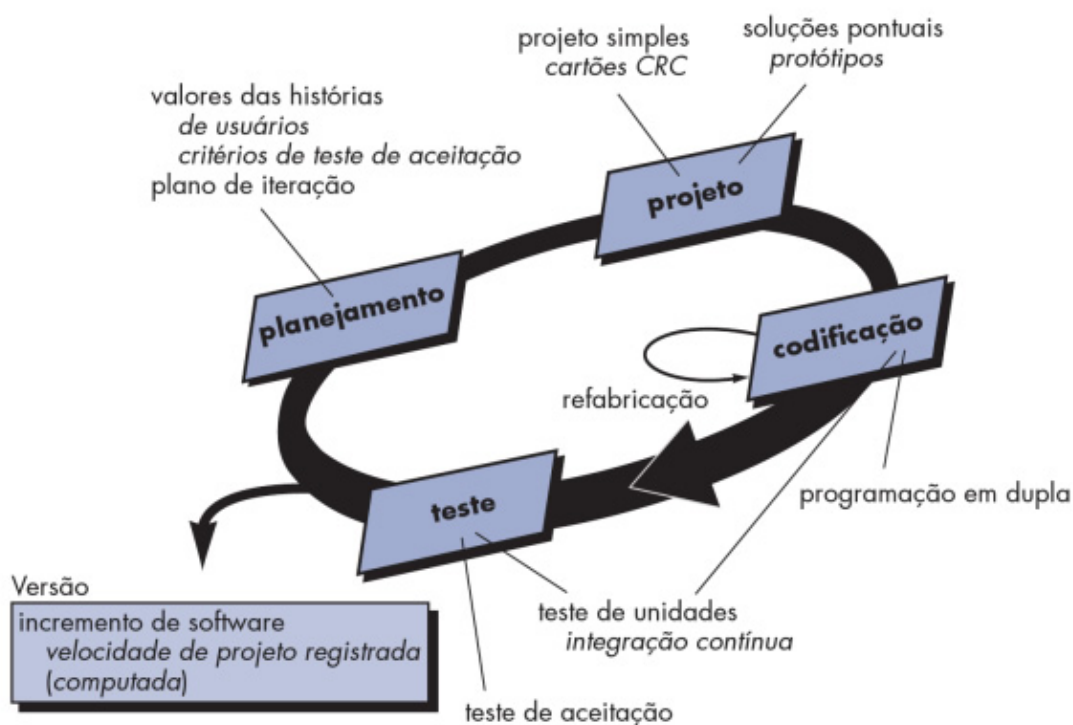 projeto simples
cartões CRC
soluções pontuais
protótipos
valores das histórias
de usuários
critérios de teste de aceitação
plano de iteração
projeto
planejamento
codificação
refabricação
programação em dupla
teste
teste de unidades
integração contínua
teste de aceitação
Versão
incremento de software
velocidade de projeto registrada
(computada)